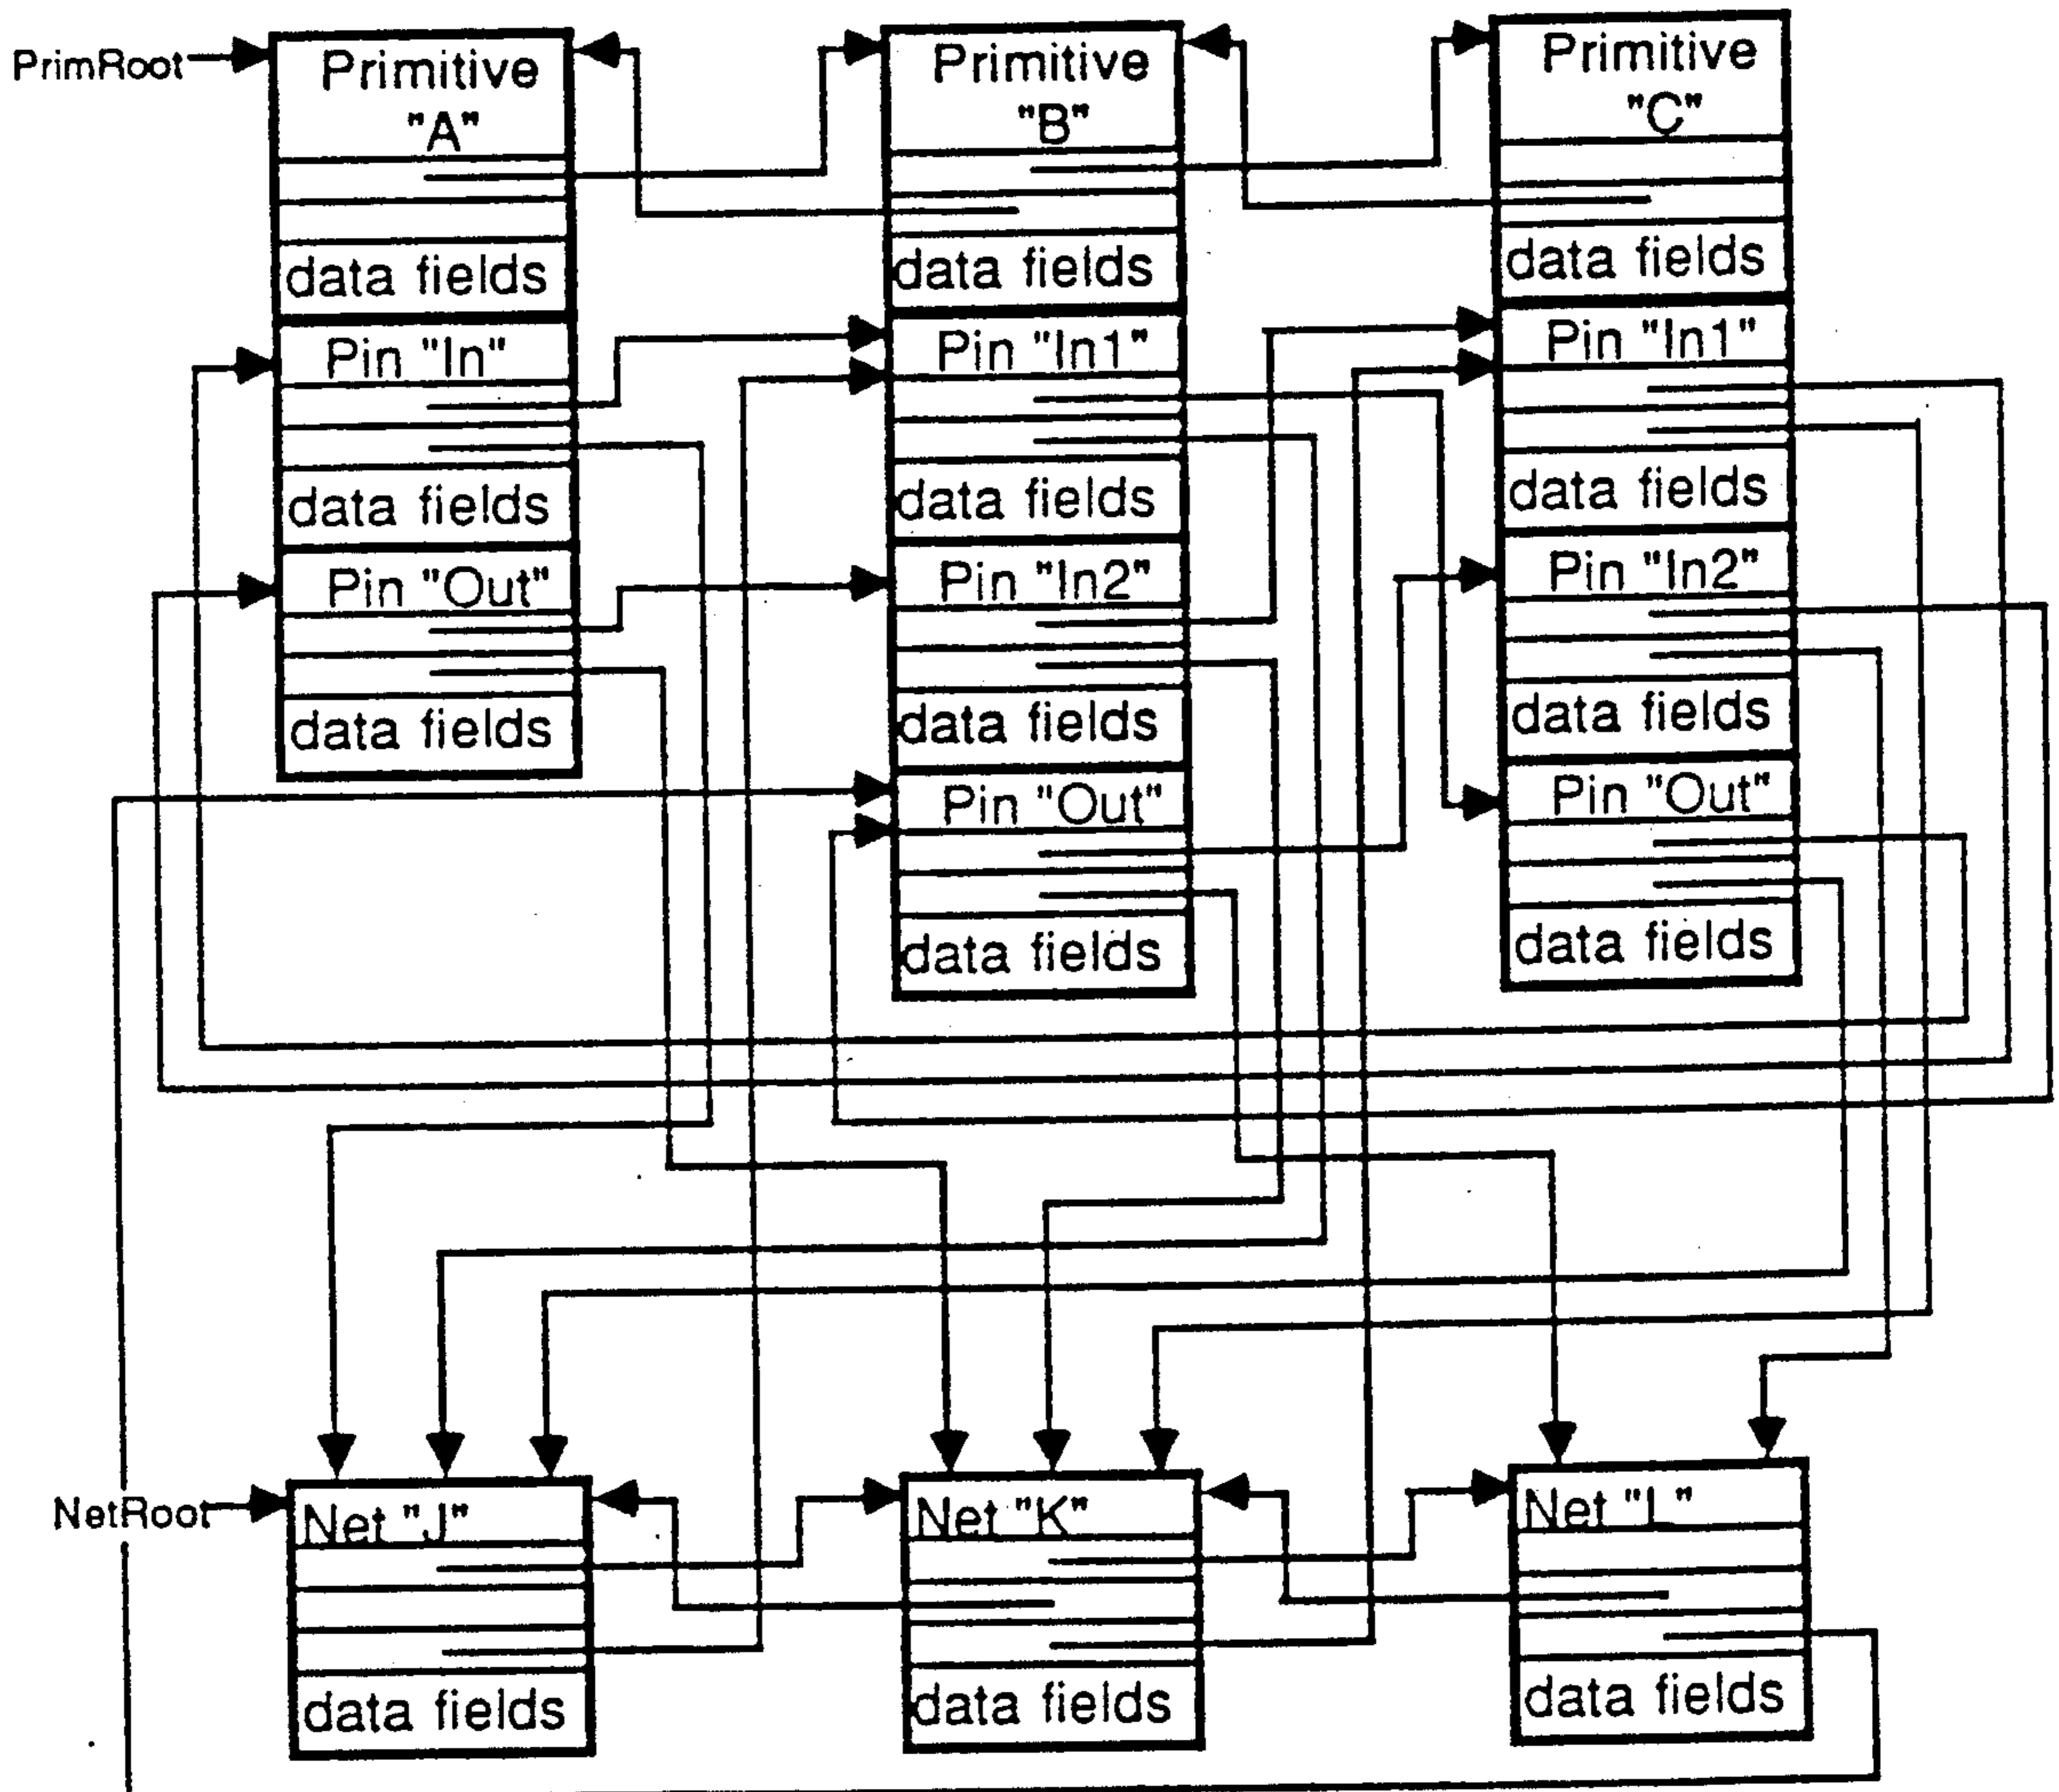 PrimRoot
Primitive
"A"
data fields
Pin "In"
data fields
Pin "Out"
data fields
Primitive
"B"
data fields
Pin "In1"
data fields
Pin "In2"
data fields
Pin "Out"
data fields
Primitive
"C"
data fields
Pin "In1"
data fields
Pin "In2"
data fields
Pin "Out"
data fields
NetRoot
Net "J"
data fields
Net "K"
data fields
Net "L"
data fields